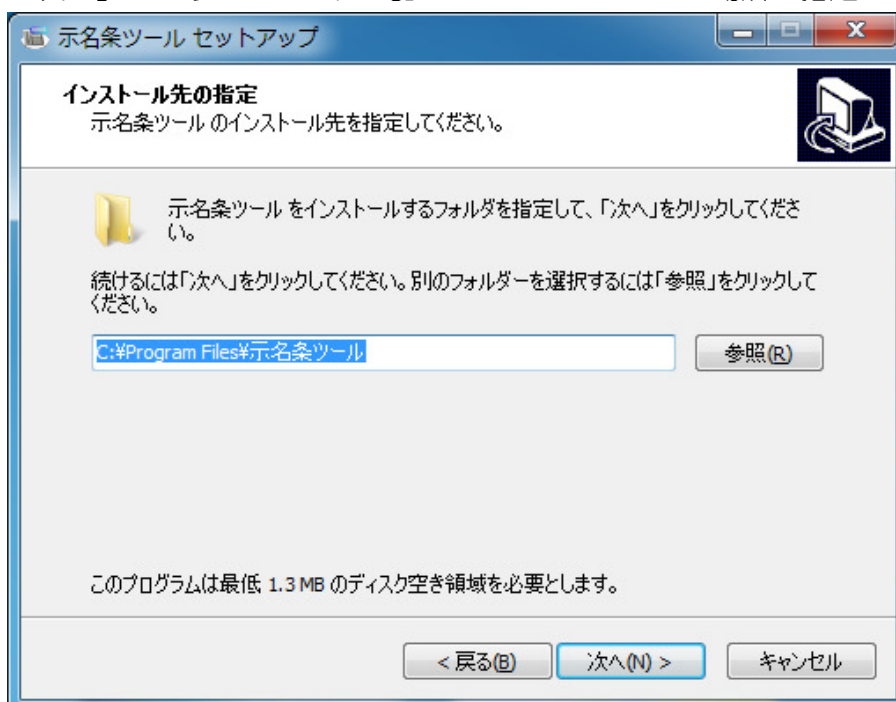 示名条ツール セットアップ
インストール先の指定
示名条ツール のインストール先を指定してください。
示名条ツール をインストールするフォルダを指定して、「次へ」をクリックしてくださ
い。
続けるには「次へ」をクリックしてください。別のフォルダーを選択するには「参照」をクリックして
ください。
C:¥Program Files¥示名条ツール
参照(R)
このプログラムは最低 1.3 MB のディスク空き領域を必要とします。
< 戻る(B)
次へ(N) >
キャンセル